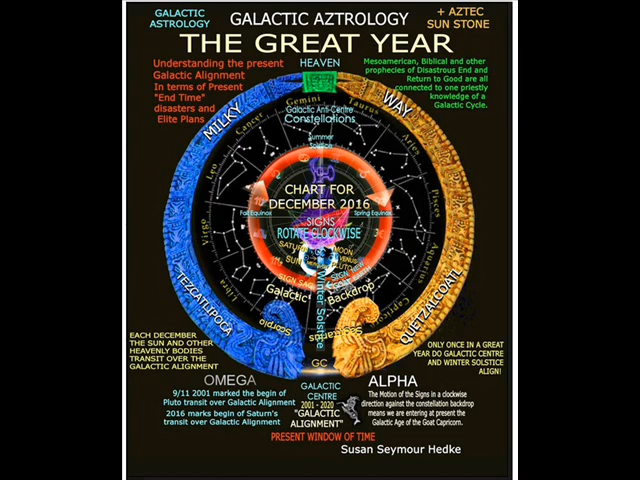 GALACTIC
ASTROLOGY
GALACTIC AZTROLOGY
+ AZTEC
SUN STONE
THE GREAT YEAR
Understanding the present
Galactic Alignment
In terms of Present
"End Time"
disasters and
Elite Plans
HEAVEN
Mesoamerican, Biblical and other
prophecies of Disastrous End and
Return to Good are all
connected to one priestly
knowledge of a
Galactic Cycle.
MILKY
WAY
Gemini
Taurus
Galactic Anti-Centre
Constellations
Cancer
Aries
Summer
Solstice
Leo
Pisces
CHART FOR
DECEMBER 2016
Fall Equinox
Spring Equinox
SIGNS
ROTATE CLOCKWISE
Virgo
Aquarius
SATURN
MOON
VENUS
SUN
PLUTO
SIGN SAG
SIGN
Galactic
Backdrop
Libra
Capricorn
Winter Solstice
TEZCATLIPOCA
QUETZALCOATL
Scorpio
Sagittarius
EACH DECEMBER
THE SUN AND OTHER
HEAVENLY BODIES
TRANSIT OVER THE
GALACTIC ALIGNMENT
ONLY ONCE IN A GREAT
YEAR DO GALACTIC CENTRE
AND WINTER SOLSTICE
ALIGN!
GC
OMEGA
9/11 2001 marked the begin of
Pluto transit over Galactic Alignment
2016 marks begin of Saturn's
transit over Galactic Alignment
GALACTIC
CENTRE
2001 - 2020
"GALACTIC
ALIGNMENT"
ALPHA
The Motion of the Signs in a clockwise
direction against the constellation backdrop
means we are entering at present the
Galactic Age of the Goat Capricorn.
PRESENT WINDOW OF TIME
Susan Seymour Hedke